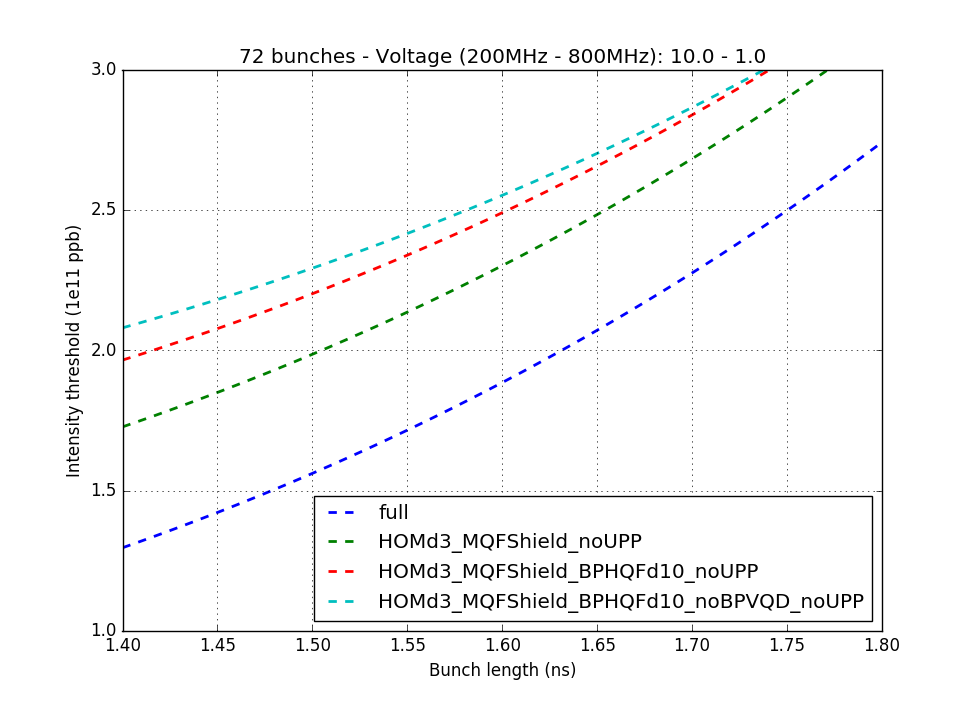 72 bunches - Voltage (200MHz - 800MHz): 10.0 - 1.0
3.0
2.5
2.0
1.5
1.0
Intensity threshold (1e11 ppb)
full
HOMd3_MQFShield_noUPP
HOMd3_MQFShield_BPHQFd10_noUPP
HOMd3_MQFShield_BPHQFd10_noBPVQD_noUPP
1.40 1.45 1.50 1.55 1.60 1.65 1.70 1.75 1.80
Bunch length (ns)